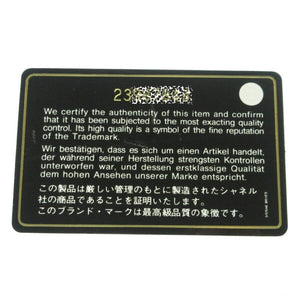 We certify the authenticity of this item and confirm
that it has been subjected to the most exacting quality
control. Its high quality is a symbol of the fine reputation
of the Trademark.
Wir bestätigen, dass es sich um einen Artikel handelt,
der während seiner Herstellung strengsten Kontrollen
unterworfen war, und dessen erstklassige Qualität
dem hohen Ansehen unserer Marke entspricht.
この製品は厳しい管理のもとに製造されたシャネル
社の商品であることを証明いたします。
このブランド・マークは最高級品質の象徴です。